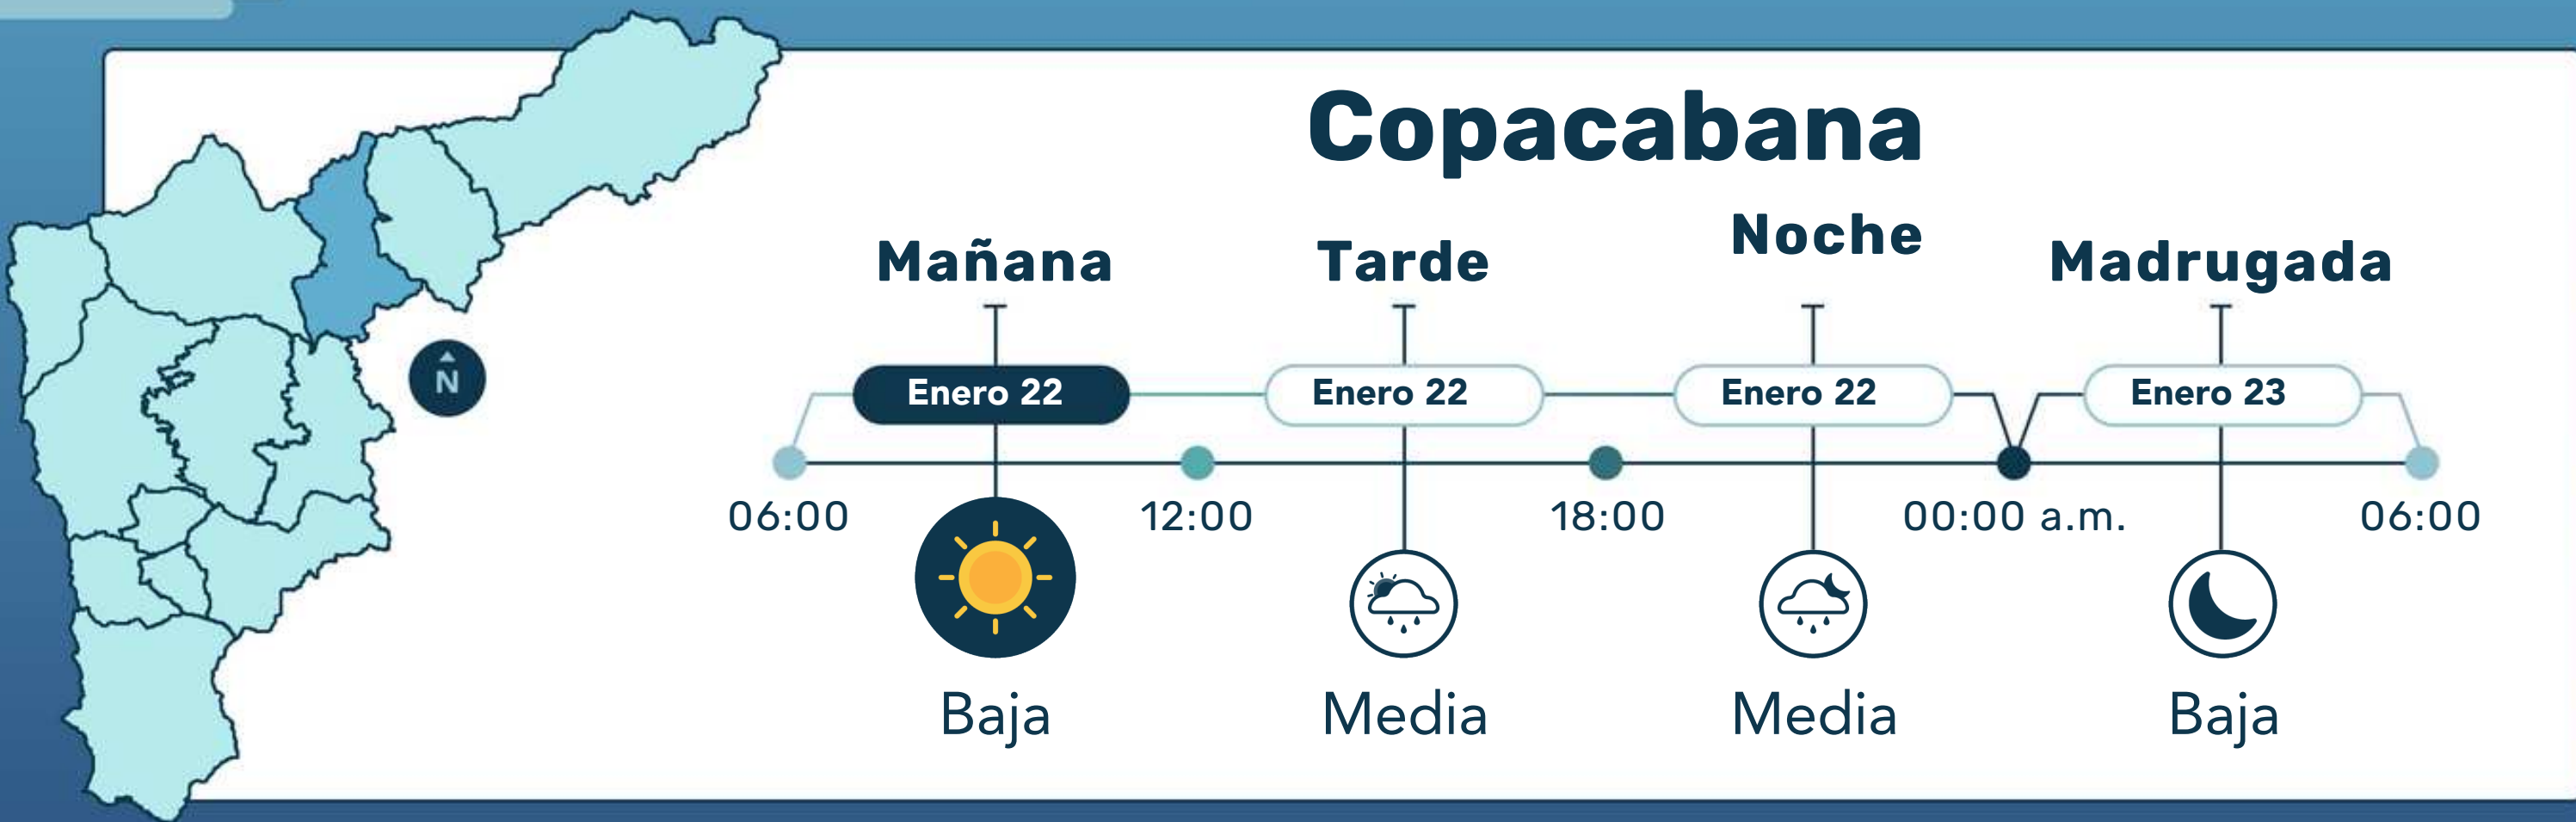 Copacabana
Mañana
Tarde
Noche
Madrugada
Enero 22
Enero 22
Enero 22
Enero 23
N
06:00
12:00
18:00
00:00 a.m.
06:00
Baja
Media
Media
Baja